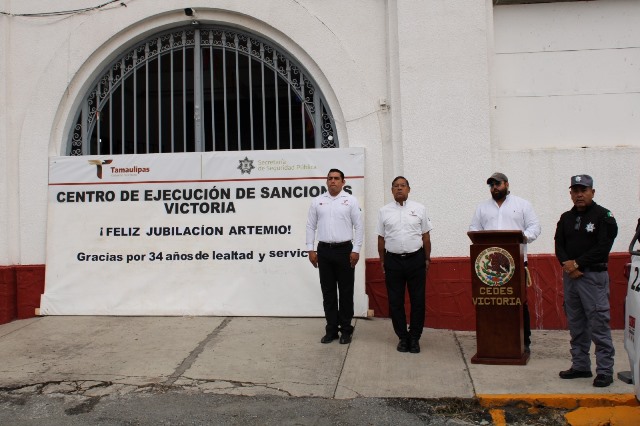 Tamaulipas
Secretaría
de Seguridad Pública
CENTRO DE EJECUCIÓN DE SANCIONES
VICTORIA
¡FELIZ JUBILACÍON ARTEMIO!
Gracias por 34 años de lealtad y servic
CEDES
VICTORIA
22